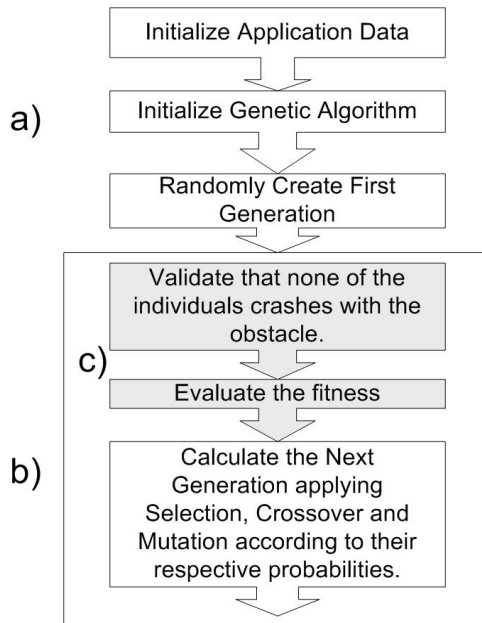 Initialize Application Data
a)
Initialize Genetic Algorithm
Randomly Create First
Generation
Validate that none of the
individuals crashes with the
obstacle.
c)
Evaluate the fitness
b)
Calculate the Next
Generation applying
Selection, Crossover and
Mutation according to their
respective probabilities.